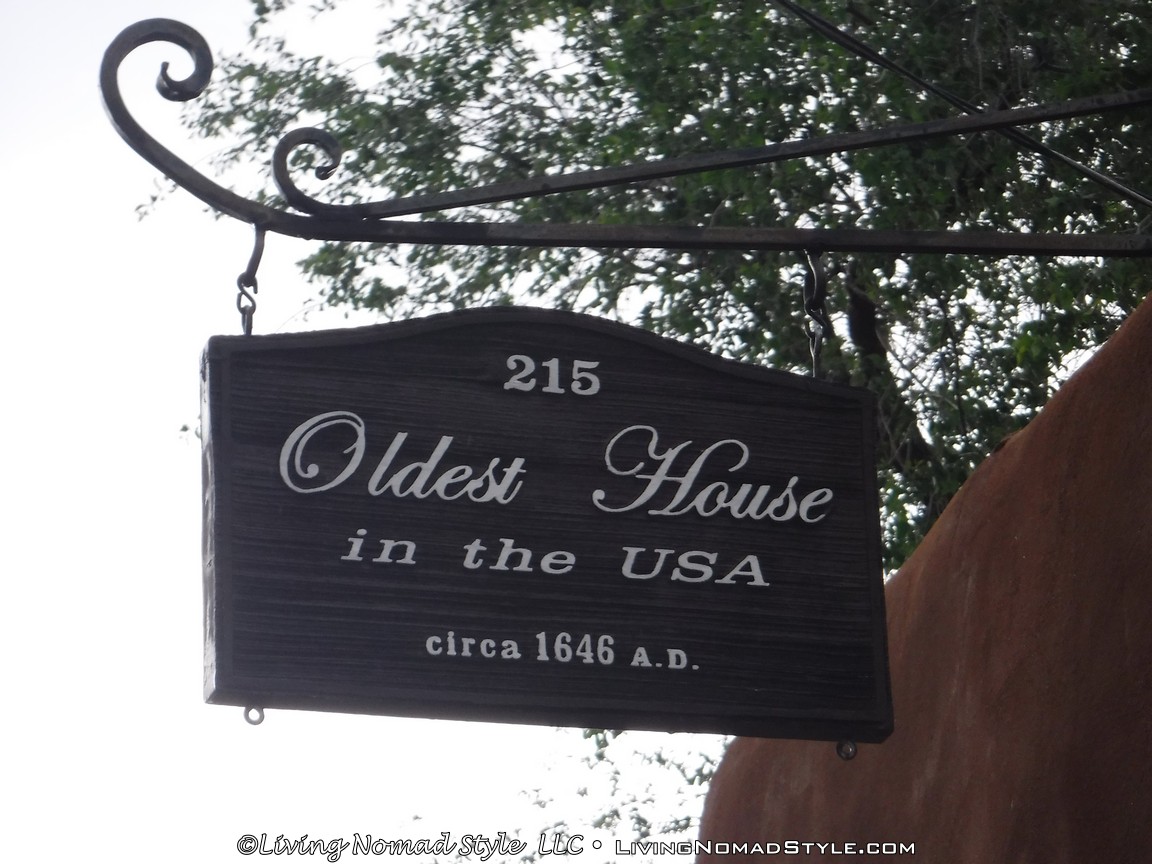 215
Oldest House
in the USA
circa 1646 A.D.
©Living Nomad Style LLC • LivingNomadStyle.com